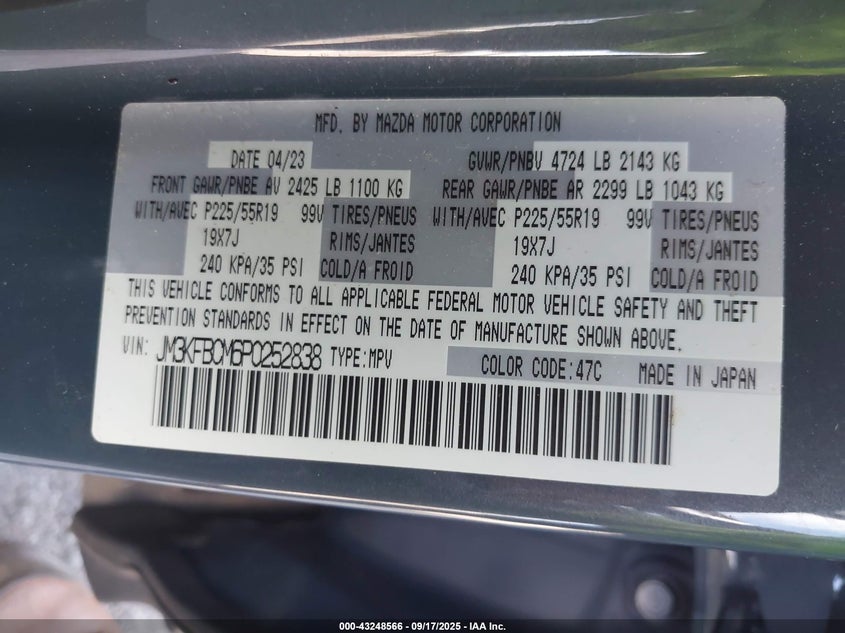 MFD. BY MAZDA MOTOR CORPORATION
DATE 04/23 GVWR/PNBV 4724 LB 2143 KG
FRONT GAWR/PNBE AV 2425 LB 1100 KG REAR GAWR/PNBE AR 2299 LB 1043 KG
WITH/AVEC P225/55R19 99V TIRES/PNEUS WITH/AVEC P225/55R19 99V TIRES/PNEUS
19X7J RIMS/JANTES 19X7J RIMS/JANTES
240 KPA/35 PSI COLD/A FROID 240 KPA/35 PSI COLD/A FROID
THIS VEHICLE CONFORMS TO ALL APPLICABLE FEDERAL MOTOR VEHICLE SAFETY AND THEFT
PREVENTION STANDARDS IN EFFECT ON THE DATE OF MANUFACTURE SHOWN ABOVE.
VIN: JM3KFBCM6P0252838 TYPE:MPV COLOR CODE:47C MADE IN JAPAN
000-43248566 - 09/17/2025 - IAA Inc.